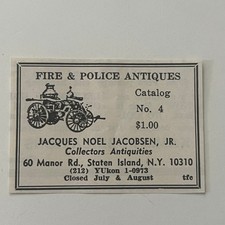 FIRE & POLICE ANTIQUES
Catalog
No. 4
$1.00
JACQUES NOEL JACOBSEN, JR.
Collectors Antiquities
60 Manor Rd., Staten Island, N.Y. 10310
(212) YUkon 1-0973
Closed July & August tfc